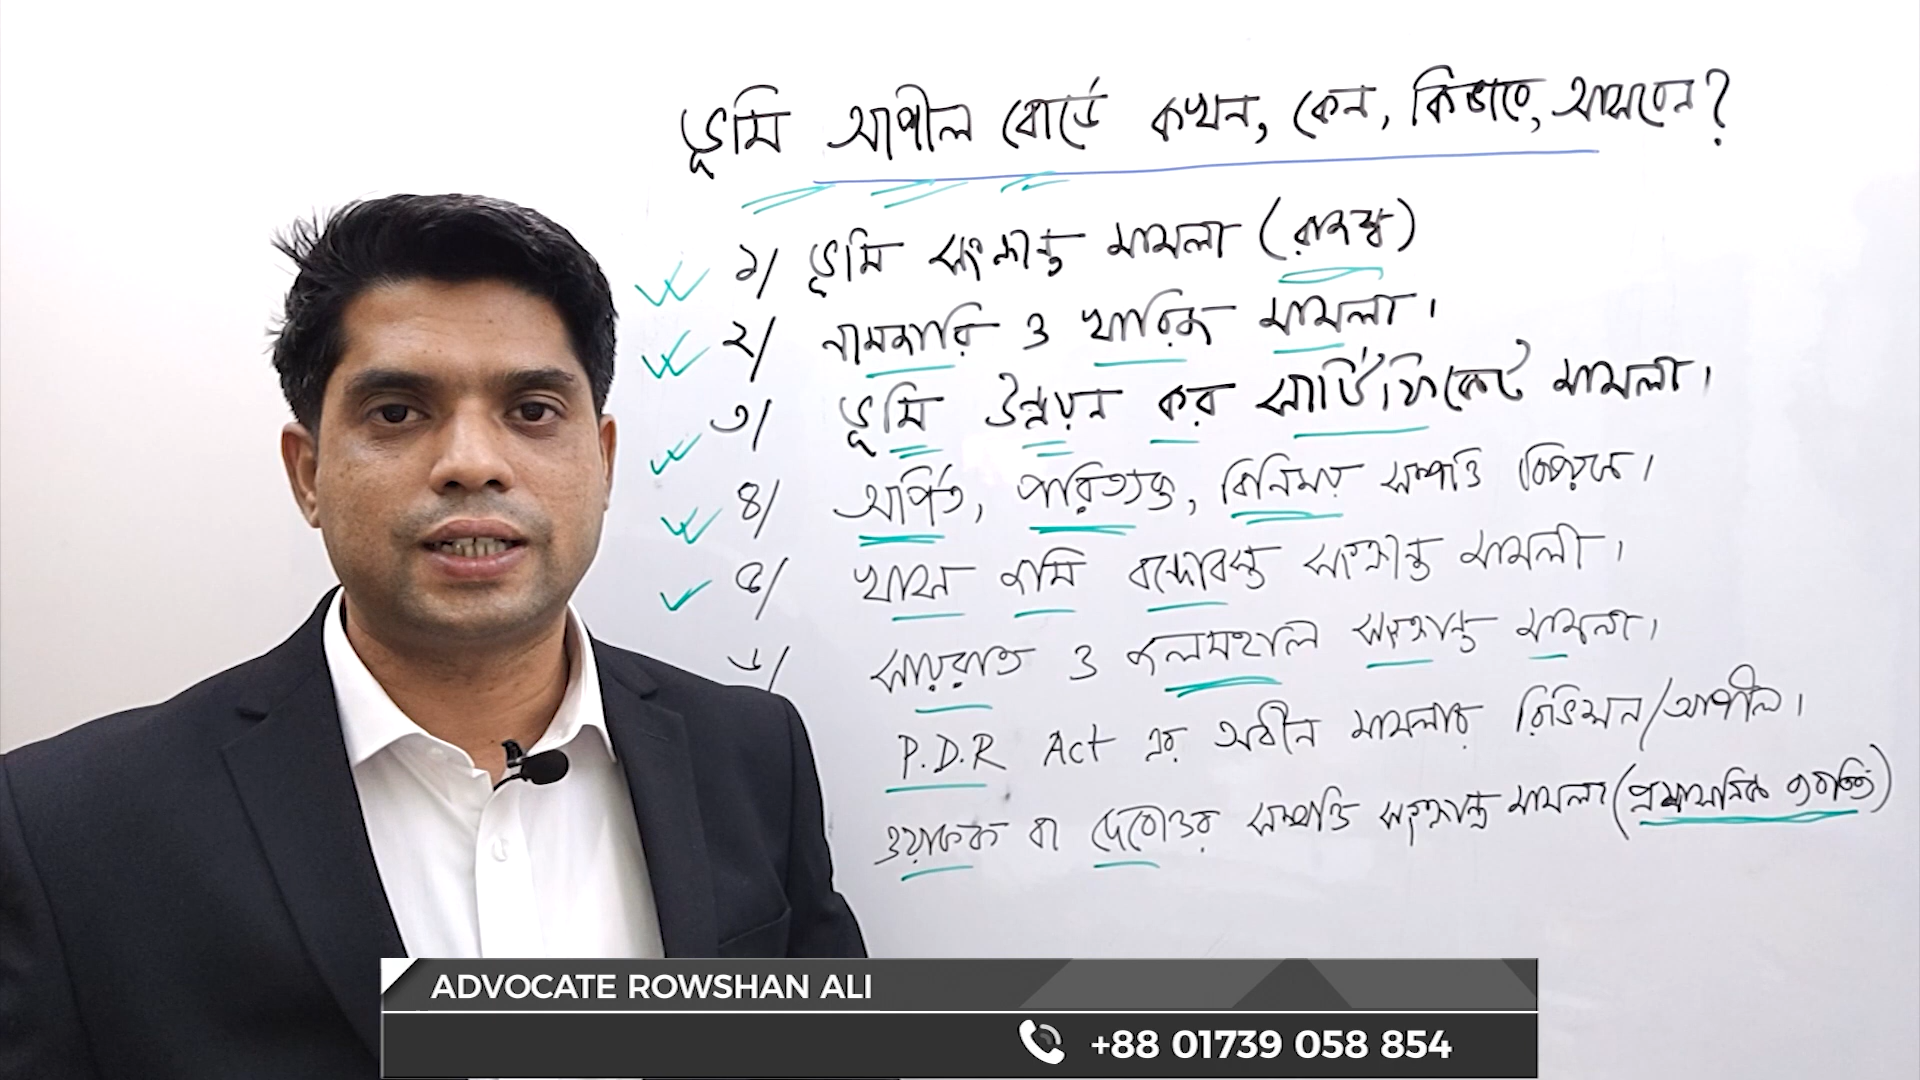 ভূমি আপীল বোর্ডে কখন, কেন, কিভাবে, আসবেন?
১/ ভূমি সংক্রান্ত মামলা (রাজস্ব)
২/ নামজারি ও খারিজ মামলা।
৩/ ভূমি উন্নয়ন কর সার্টিফিকেট মামলা।
৪/ অর্পিত, পরিত্যক্ত, বিনিময় সম্পত্তি বিষয়ে।
৫/ খাস জমি বন্দোবস্ত সংক্রান্ত মামলা।
৬/ সায়রাত ও জলমহাল সংক্রান্ত মামলা।
P.D.R Act এর অধীন মামলার রিভিশন/আপীল।
ওয়াকফ বা দেবোত্তর সম্পত্তি সংক্রান্ত মামলা (প্রশাসনিক
ADVOCATE ROWSHAN ALI
+88 01739 058 854